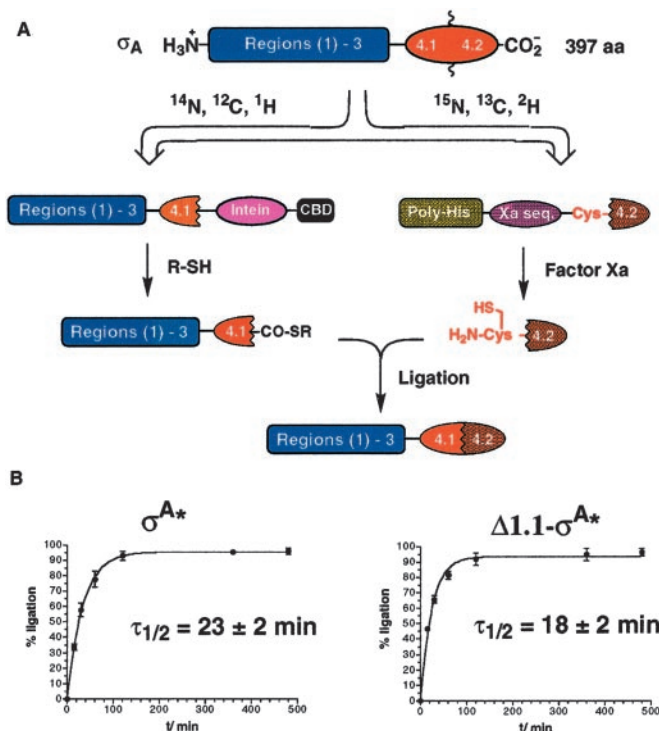 A
σA H₃N⁺ Regions (1) - 3 4.1 4.2 CO₂⁻ 397 aa
¹⁴N, ¹²C, ¹H ¹⁵N, ¹³C, ²H
Regions (1) - 3 4.1 Intein CBD Poly-His Xa seq. Cys 4.2
R-SH Factor Xa
HS
Regions (1) - 3 4.1 CO-SR H₂N-Cys 4.2
Ligation
Regions (1) - 3 4.1 4.2
B
σᴬ* Δ1.1-σᴬ*
% ligation
100
90
80
70
60
50
40
30
20
10
0
τ1/2 = 23 ± 2 min
0 100 200 300 400 500
t/ min
% ligation
100
90
80
70
60
50
40
30
20
10
0
τ1/2 = 18 ± 2 min
0 100 200 300 400 500
t/ min